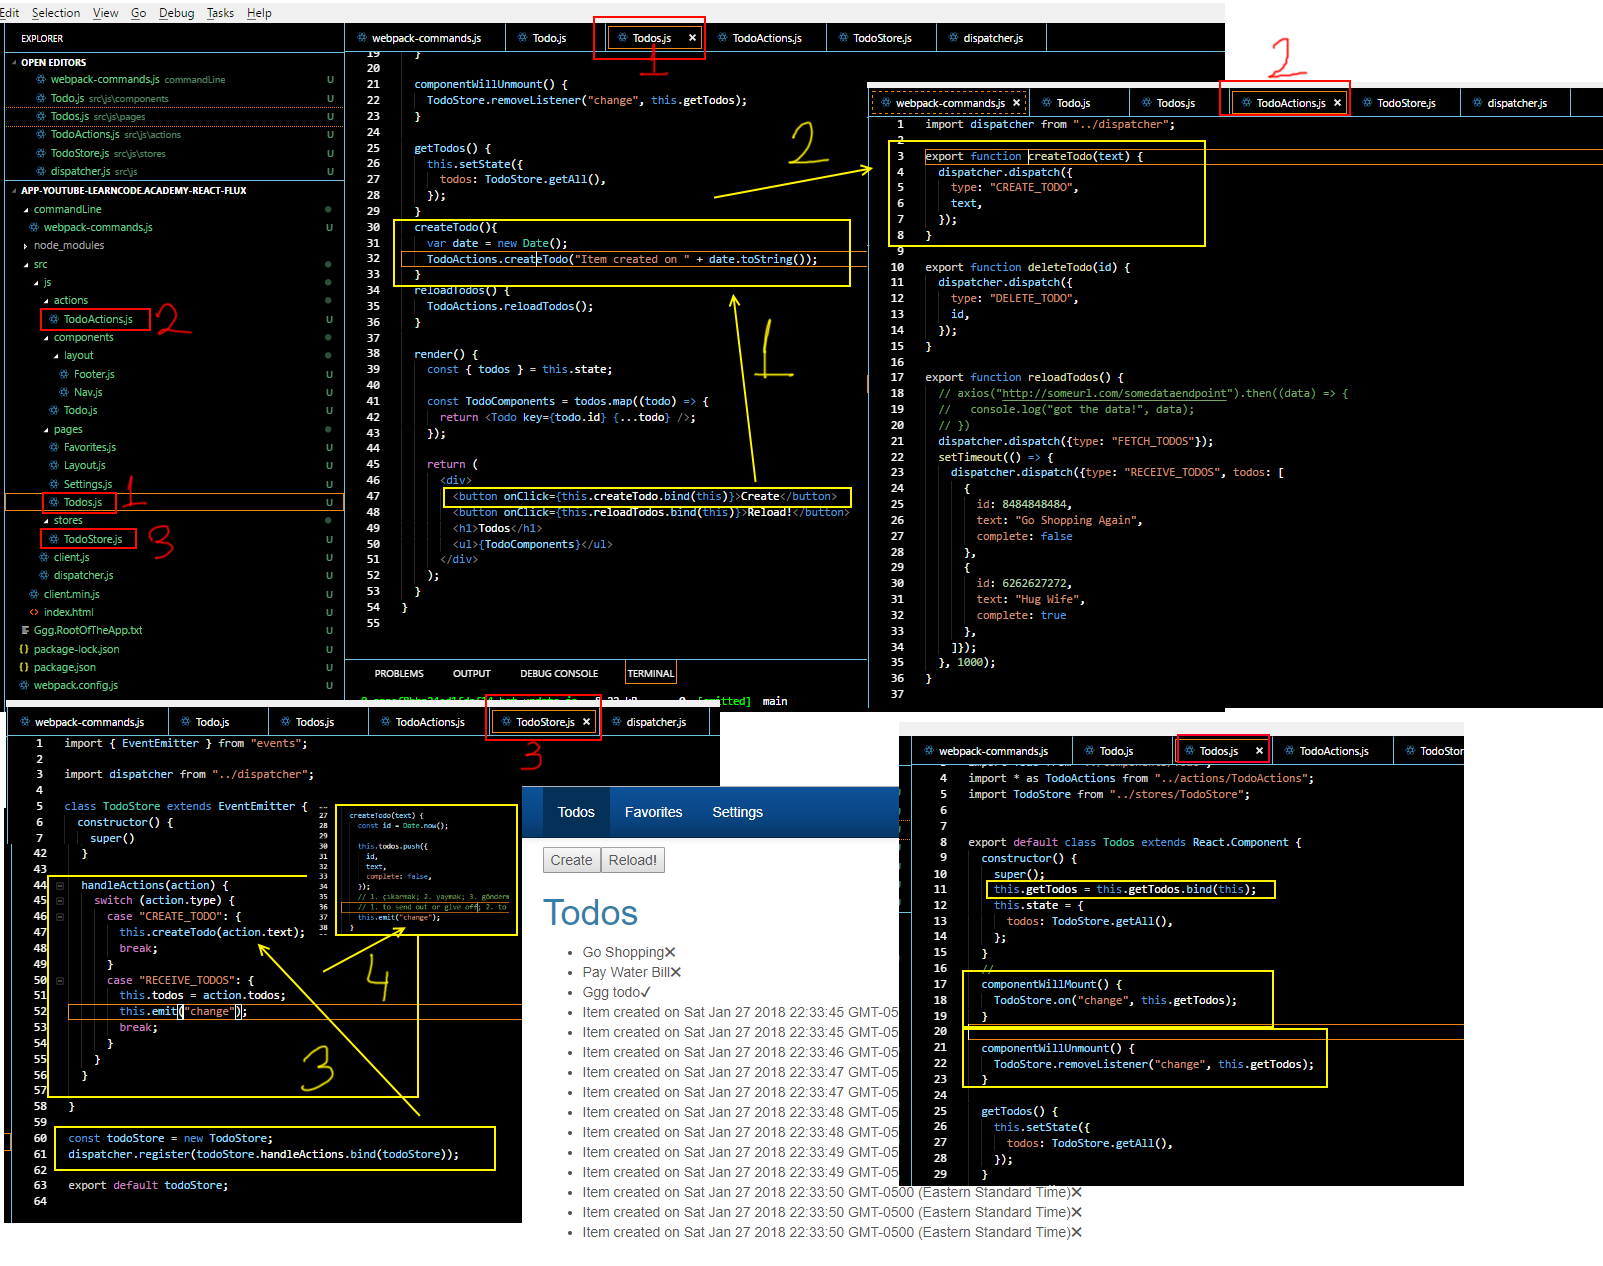 Edit Selection View Go Debug Tasks Help
EXPLORER
OPEN EDITORS
webpack-commands.js commandLine U
Todo.js src\js\components U
Todos.js src\js\pages U
TodoActions.js src\js\actions U
TodoStore.js src\js\stores U
dispatcher.js src\js U
APP-YOUTUBE-LEARNCODE.ACADEMY-REACT-FLUX
commandLine
webpack-commands.js U
node_modules
src
js
actions
TodoActions.js U
2
components
layout
Footer.js U
Nav.js U
Todo.js U
pages
Favorites.js U
Layout.js U
Settings.js U
Todos.js U
1
stores
TodoStore.js U
3
client.js U
dispatcher.js U
client.min.js U
index.html U
Ggg.RootOfTheApp.txt U
package-lock.json U
package.json U
webpack.config.js U
webpack-commands.js Todo.js Todos.js × TodoActions.js TodoStore.js dispatcher.js
1
19 }
20
21 componentWillUnmount() {
22 TodoStore.removeListener("change", this.getTodos);
23 }
24
25 getTodos() {
26 this.setState({
27 todos: TodoStore.getAll(),
28 });
29 }
30 createTodo(){
31 var date = new Date();
32 TodoActions.createTodo("Item created on " + date.toString());
33 }
34 reloadTodos() {
35 TodoActions.reloadTodos();
36 }
37
38 render() {
39 const { todos } = this.state;
40
41 const TodoComponents = todos.map((todo) => {
42 return <Todo key={todo.id} {...todo} />;
43 });
44
45 return (
46 <div>
47 <button onClick={this.createTodo.bind(this)}>Create</button>
48 <button onClick={this.reloadTodos.bind(this)}>Reload!</button>
49 <h1>Todos</h1>
50 <ul>{TodoComponents}</ul>
51 </div>
52 );
53 }
54 }
55
2
1
PROBLEMS OUTPUT DEBUG CONSOLE TERMINAL
main
2
webpack-commands.js × Todo.js Todos.js TodoActions.js × TodoStore.js dispatcher.js
1 import dispatcher from "../dispatcher";
2
3 export function createTodo(text) {
4 dispatcher.dispatch({
5 type: "CREATE_TODO",
6 text,
7 });
8 }
9
10 export function deleteTodo(id) {
11 dispatcher.dispatch({
12 type: "DELETE_TODO",
13 id,
14 });
15 }
16
17 export function reloadTodos() {
18 // axios("http://someurl.com/somedataendpoint").then((data) => {
19 // console.log("got the data!", data);
20 // })
21 dispatcher.dispatch({type: "FETCH_TODOS"});
22 setTimeout(() => {
23 dispatcher.dispatch({type: "RECEIVE_TODOS", todos: [
24 {
25 id: 8484848484,
26 text: "Go Shopping Again",
27 complete: false
28 },
29 {
30 id: 6262627272,
31 text: "Hug Wife",
32 complete: true
33 },
34 ]});
35 }, 1000);
36 }
37
webpack-commands.js Todo.js Todos.js TodoActions.js TodoStore.js × dispatcher.js
3
1 import { EventEmitter } from "events";
2
3 import dispatcher from "../dispatcher";
4
5 class TodoStore extends EventEmitter {
6 constructor() {
7 super()
42 }
43
44 handleActions(action) {
45 switch (action.type) {
46 case "CREATE_TODO": {
47 this.createTodo(action.text);
48 break;
49 }
50 case "RECEIVE_TODOS": {
51 this.todos = action.todos;
52 this.emit("change");
53 break;
54 }
55 }
56 }
57
58 }
59
60 const todoStore = new TodoStore;
61 dispatcher.register(todoStore.handleActions.bind(todoStore));
62
63 export default todoStore;
64
3
27 createTodo(text) {
28 const id = Date.now();
29
30 this.todos.push({
31 id,
32 text,
33 complete: false,
34 });
35 // 1. çıkarmak; 2. yaymak; 3. gönderm
36 // 1. to send out or give off; 2. to
37 this.emit("change");
38 }
4
Todos Favorites Settings
Create Reload!
Todos
Go Shopping✕
Pay Water Bill✕
Ggg todo✓
Item created on Sat Jan 27 2018 22:33:45 GMT-05
Item created on Sat Jan 27 2018 22:33:45 GMT-05
Item created on Sat Jan 27 2018 22:33:46 GMT-05
Item created on Sat Jan 27 2018 22:33:47 GMT-05
Item created on Sat Jan 27 2018 22:33:47 GMT-05
Item created on Sat Jan 27 2018 22:33:48 GMT-05
Item created on Sat Jan 27 2018 22:33:48 GMT-05
Item created on Sat Jan 27 2018 22:33:49 GMT-05
Item created on Sat Jan 27 2018 22:33:49 GMT-05
Item created on Sat Jan 27 2018 22:33:50 GMT-0500 (Eastern Standard Time)✕
Item created on Sat Jan 27 2018 22:33:50 GMT-0500 (Eastern Standard Time)✕
Item created on Sat Jan 27 2018 22:33:50 GMT-0500 (Eastern Standard Time)✕
webpack-commands.js Todo.js Todos.js × TodoActions.js TodoStor
4 import * as TodoActions from "../actions/TodoActions";
5 import TodoStore from "../stores/TodoStore";
6
7
8 export default class Todos extends React.Component {
9 constructor() {
10 super();
11 this.getTodos = this.getTodos.bind(this);
12 this.state = {
13 todos: TodoStore.getAll(),
14 };
15 }
16 //
17 componentWillMount() {
18 TodoStore.on("change", this.getTodos);
19 }
20
21 componentWillUnmount() {
22 TodoStore.removeListener("change", this.getTodos);
23 }
24
25 getTodos() {
26 this.setState({
27 todos: TodoStore.getAll(),
28 });
29 }